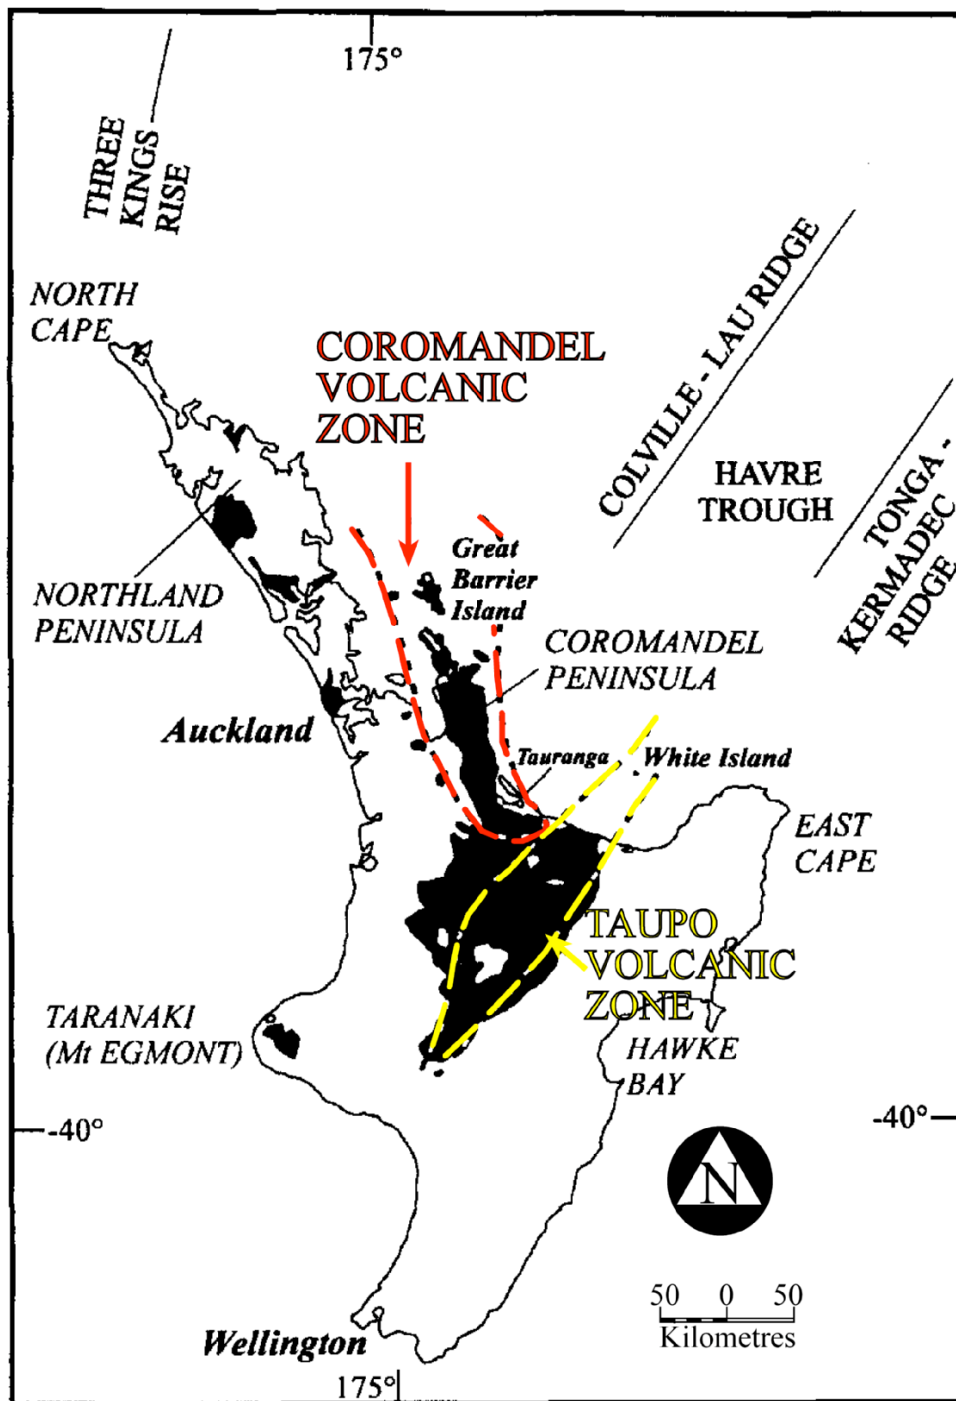 175°
THREE
KINGS
RISE
NORTH
CAPE
COROMANDEL
VOLCANIC
ZONE
COLVILLE - LAU RIDGE
HAVRE
TROUGH
TONGA -
KERMADEC
RIDGE
Great
Barrier
Island
NORTHLAND
PENINSULA
COROMANDEL
PENINSULA
Auckland
Tauranga
White Island
EAST
CAPE
TAUPO
VOLCANIC
ZONE
TARANAKI
(Mt EGMONT)
HAWKE
BAY
-40°
-40°
N
50 0 50
Kilometres
Wellington
175°